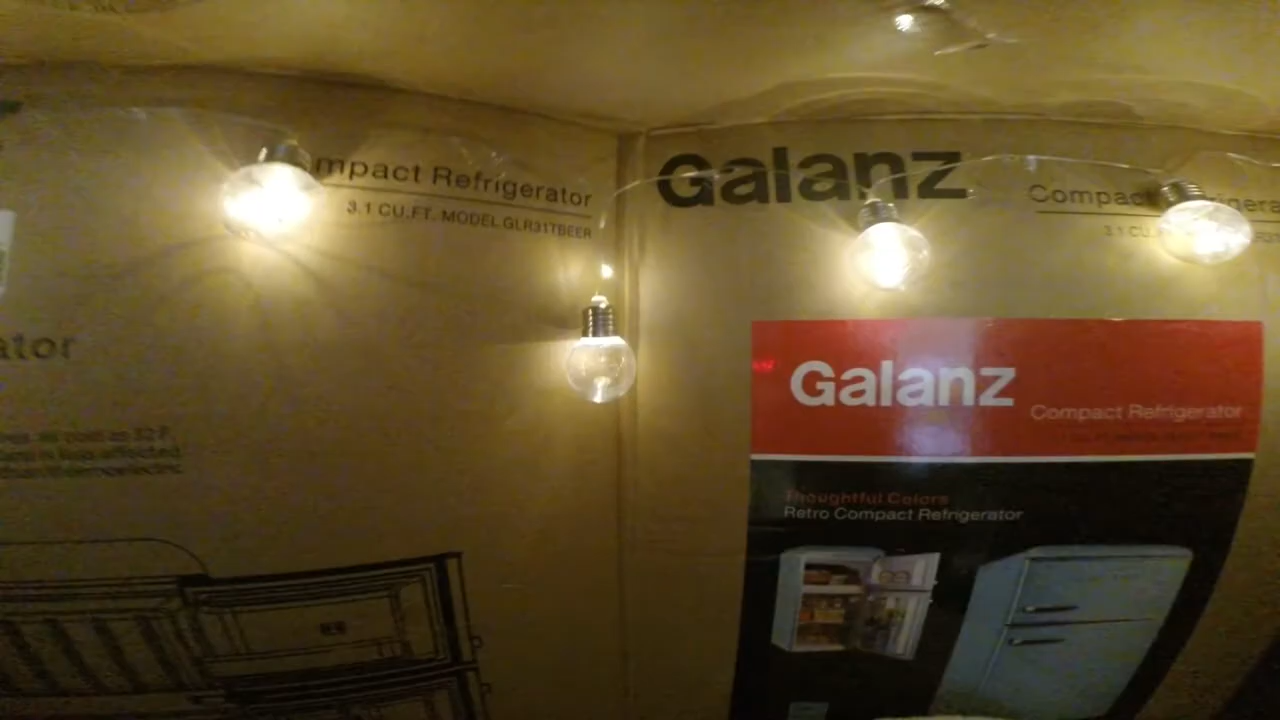 mpact Refrigerator
3.1 CU.FT. MODEL GLR31TBEER
ator
Galanz
Compact Refrigera
3.1 CU.
Galanz
Compact Refrigerator
Thoughtful Colors
Retro Compact Refrigerator